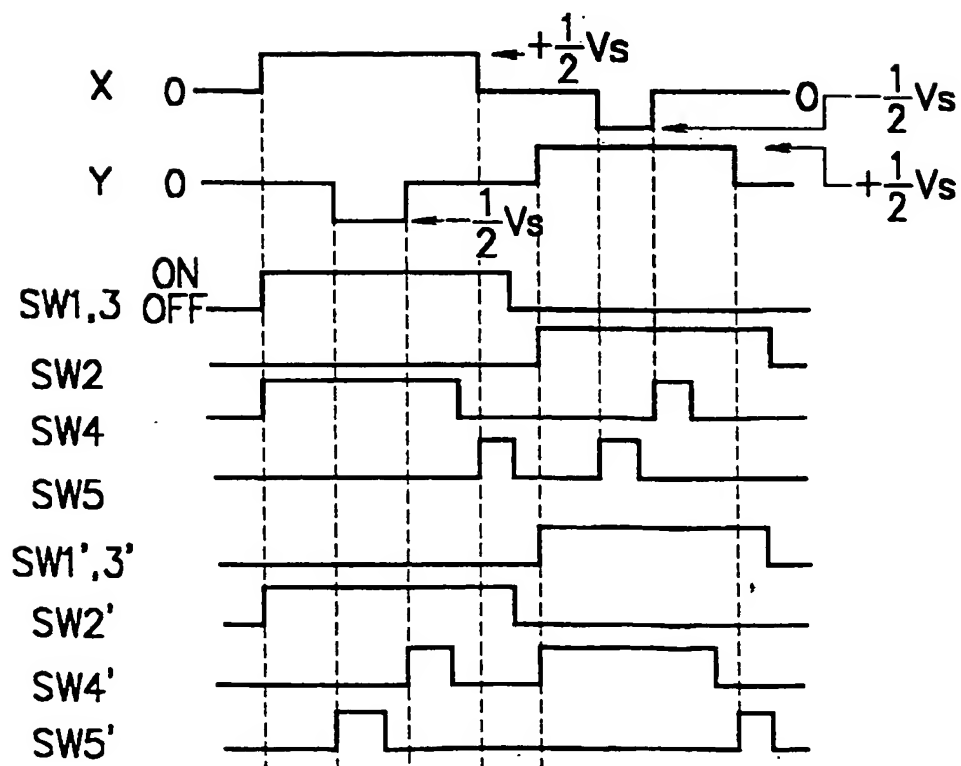 X 0 +1/2Vs 0 -1/2Vs
Y 0 -1/2Vs +1/2Vs
ON
SW1,3 OFF
SW2
SW4
SW5
SW1',3'
SW2'
SW4'
SW5'